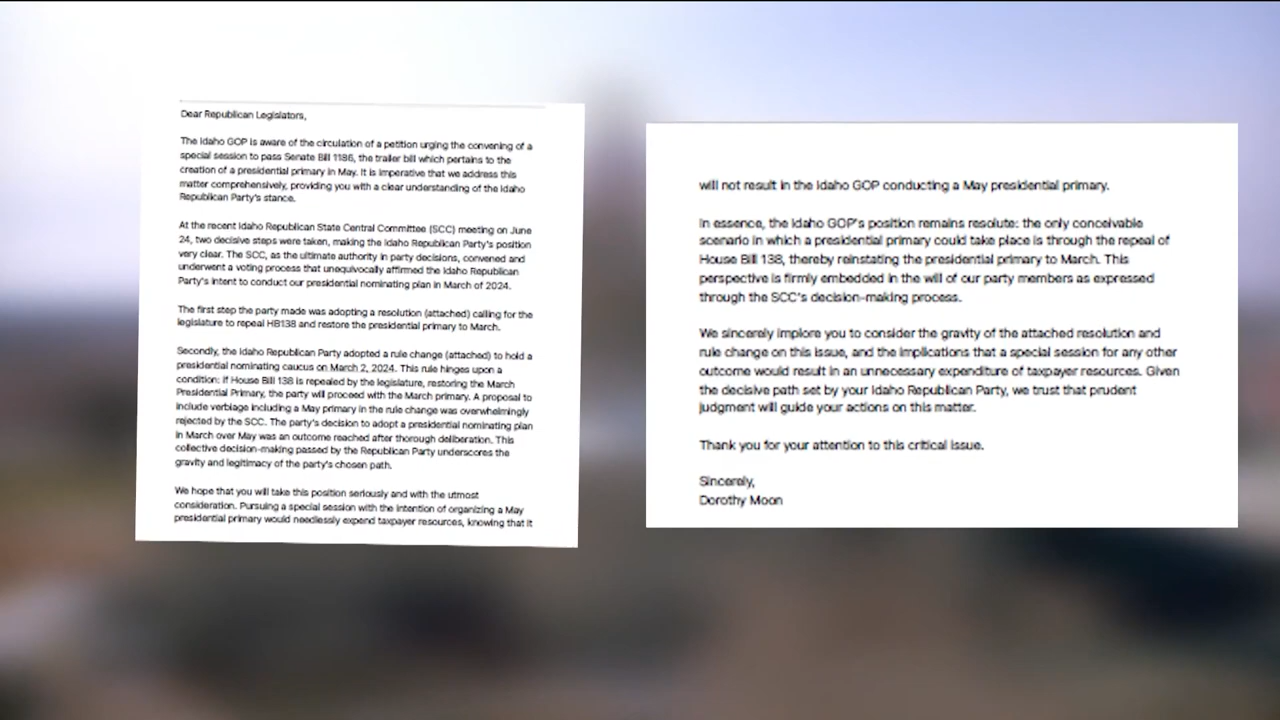 Dear Republican Legislators,
The Idaho GOP is aware of the circulation of a petition urging the convening of a
special session to pass Senate Bill 1186, the trailer bill which pertains to the
creation of a presidential primary in May. It is imperative that we address this
matter comprehensively, providing you with a clear understanding of the Idaho
Republican Party's stance.
At the recent Idaho Republican State Central Committee (SCC) meeting on June
24, two decisive steps were taken, making the Idaho Republican Party's position
very clear. The SCC, as the ultimate authority in party decisions, convened and
underwent a voting process that unequivocally affirmed the Idaho Republican
Party's intent to conduct our presidential nominating plan in March of 2024.
The first step the party made was adopting a resolution (attached) calling for the
legislature to repeal HB138 and restore the presidential primary to March.
Secondly, the Idaho Republican Party adopted a rule change (attached) to hold a
presidential nominating caucus on March 2, 2024. This rule hinges upon a
condition: if House Bill 138 is repealed by the legislature, restoring the March
Presidential Primary, the party will proceed with the March primary. A proposal to
include verbiage including a May primary in the rule change was overwhelmingly
rejected by the SCC. The party's decision to adopt a presidential nominating plan
in March over May was an outcome reached after thorough deliberation. This
collective decision-making passed by the Republican Party underscores the
gravity and legitimacy of the party's chosen path.
We hope that you will take this position seriously and with the utmost
consideration. Pursuing a special session with the intention of organizing a May
presidential primary would needlessly expend taxpayer resources, knowing that it
will not result in the Idaho GOP conducting a May presidential primary.
In essence, the Idaho GOP's position remains resolute: the only conceivable
scenario in which a presidential primary could take place is through the repeal of
House Bill 138, thereby reinstating the presidential primary to March. This
perspective is firmly embedded in the will of our party members as expressed
through the SCC's decision-making process.
We sincerely implore you to consider the gravity of the attached resolution and
rule change on this issue, and the implications that a special session for any other
outcome would result in an unnecessary expenditure of taxpayer resources. Given
the decisive path set by your Idaho Republican Party, we trust that prudent
judgment will guide your actions on this matter.
Thank you for your attention to this critical issue.
Sincerely,
Dorothy Moon